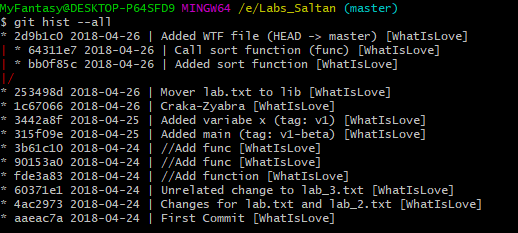 MyFantasy@DESKTOP-P64SFD9 MINGW64 /e/Labs_Saltan (master)
$ git hist --all
* 2d9b1c0 2018-04-26 | Added WTF file (HEAD -> master) [WhatIsLove]
| * 64311e7 2018-04-26 | Call sort function (func) [WhatIsLove]
| * bb0f85c 2018-04-26 | Added sort function [WhatIsLove]
|/
* 253498d 2018-04-26 | Mover lab.txt to lib [WhatIsLove]
* 1c67066 2018-04-26 | Craka-Zyabra [WhatIsLove]
* 3442a8f 2018-04-25 | Added variabe x (tag: v1) [WhatIsLove]
* 315f09e 2018-04-25 | Added main (tag: v1-beta) [WhatIsLove]
* 3b61c10 2018-04-24 | //Add func [WhatIsLove]
* 90153a0 2018-04-24 | //Add func [WhatIsLove]
* fde3a83 2018-04-24 | //Add function [WhatIsLove]
* 60371e1 2018-04-24 | Unrelated change to lab_3.txt [WhatIsLove]
* 4ac2973 2018-04-24 | Changes for lab.txt and lab_2.txt [WhatIsLove]
* aaeac7a 2018-04-24 | First Commit [WhatIsLove]